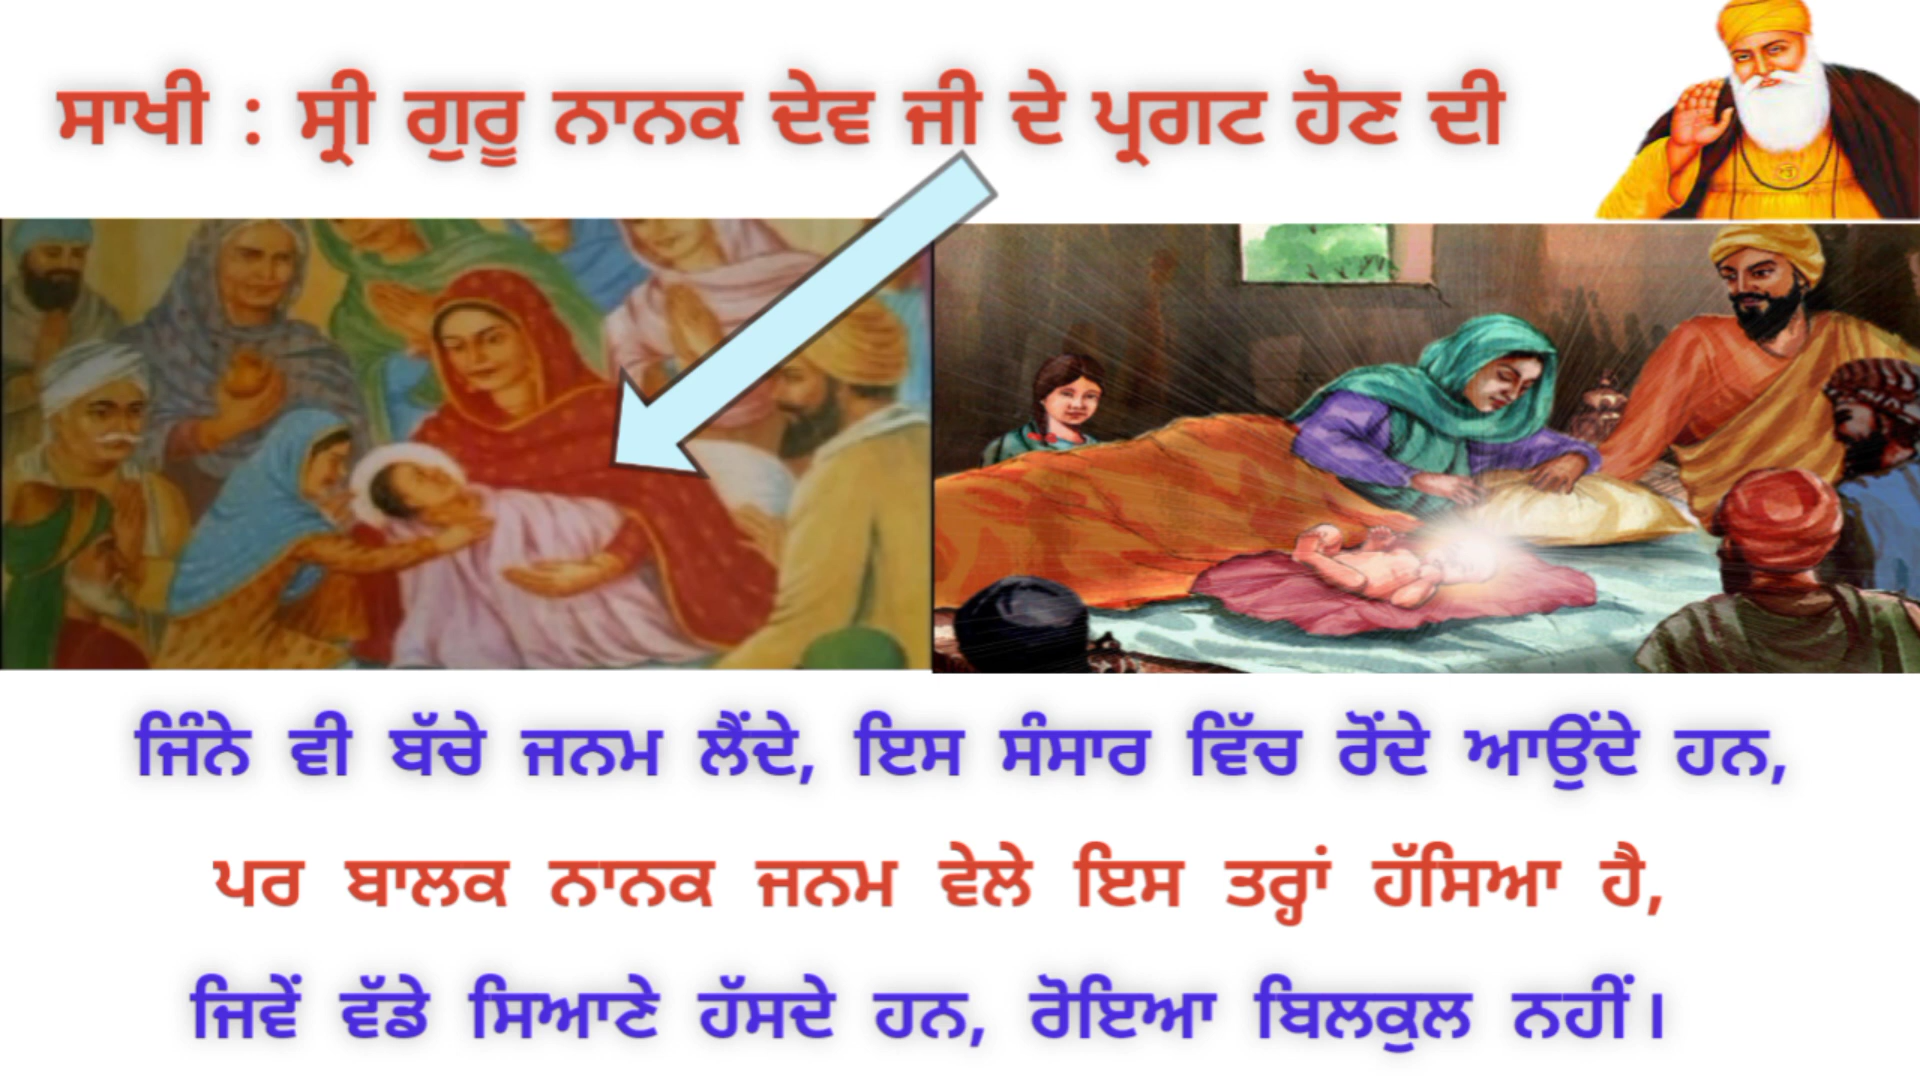 ਸਾਖੀ : ਸ੍ਰੀ ਗੁਰੂ ਨਾਨਕ ਦੇਵ ਜੀ ਦੇ ਪ੍ਰਗਟ ਹੋਣ ਦੀ
ਜਿੰਨੇ ਵੀ ਬੱਚੇ ਜਨਮ ਲੈਂਦੇ, ਇਸ ਸੰਸਾਰ ਵਿੱਚ ਰੋਂਦੇ ਆਉਂਦੇ ਹਨ,
ਪਰ ਬਾਲਕ ਨਾਨਕ ਜਨਮ ਵੇਲੇ ਇਸ ਤਰ੍ਹਾਂ ਹੱਸਿਆ ਹੈ,
ਜਿਵੇਂ ਵੱਡੇ ਸਿਆਣੇ ਹੱਸਦੇ ਹਨ, ਰੋਇਆ ਬਿਲਕੁਲ ਨਹੀਂ।